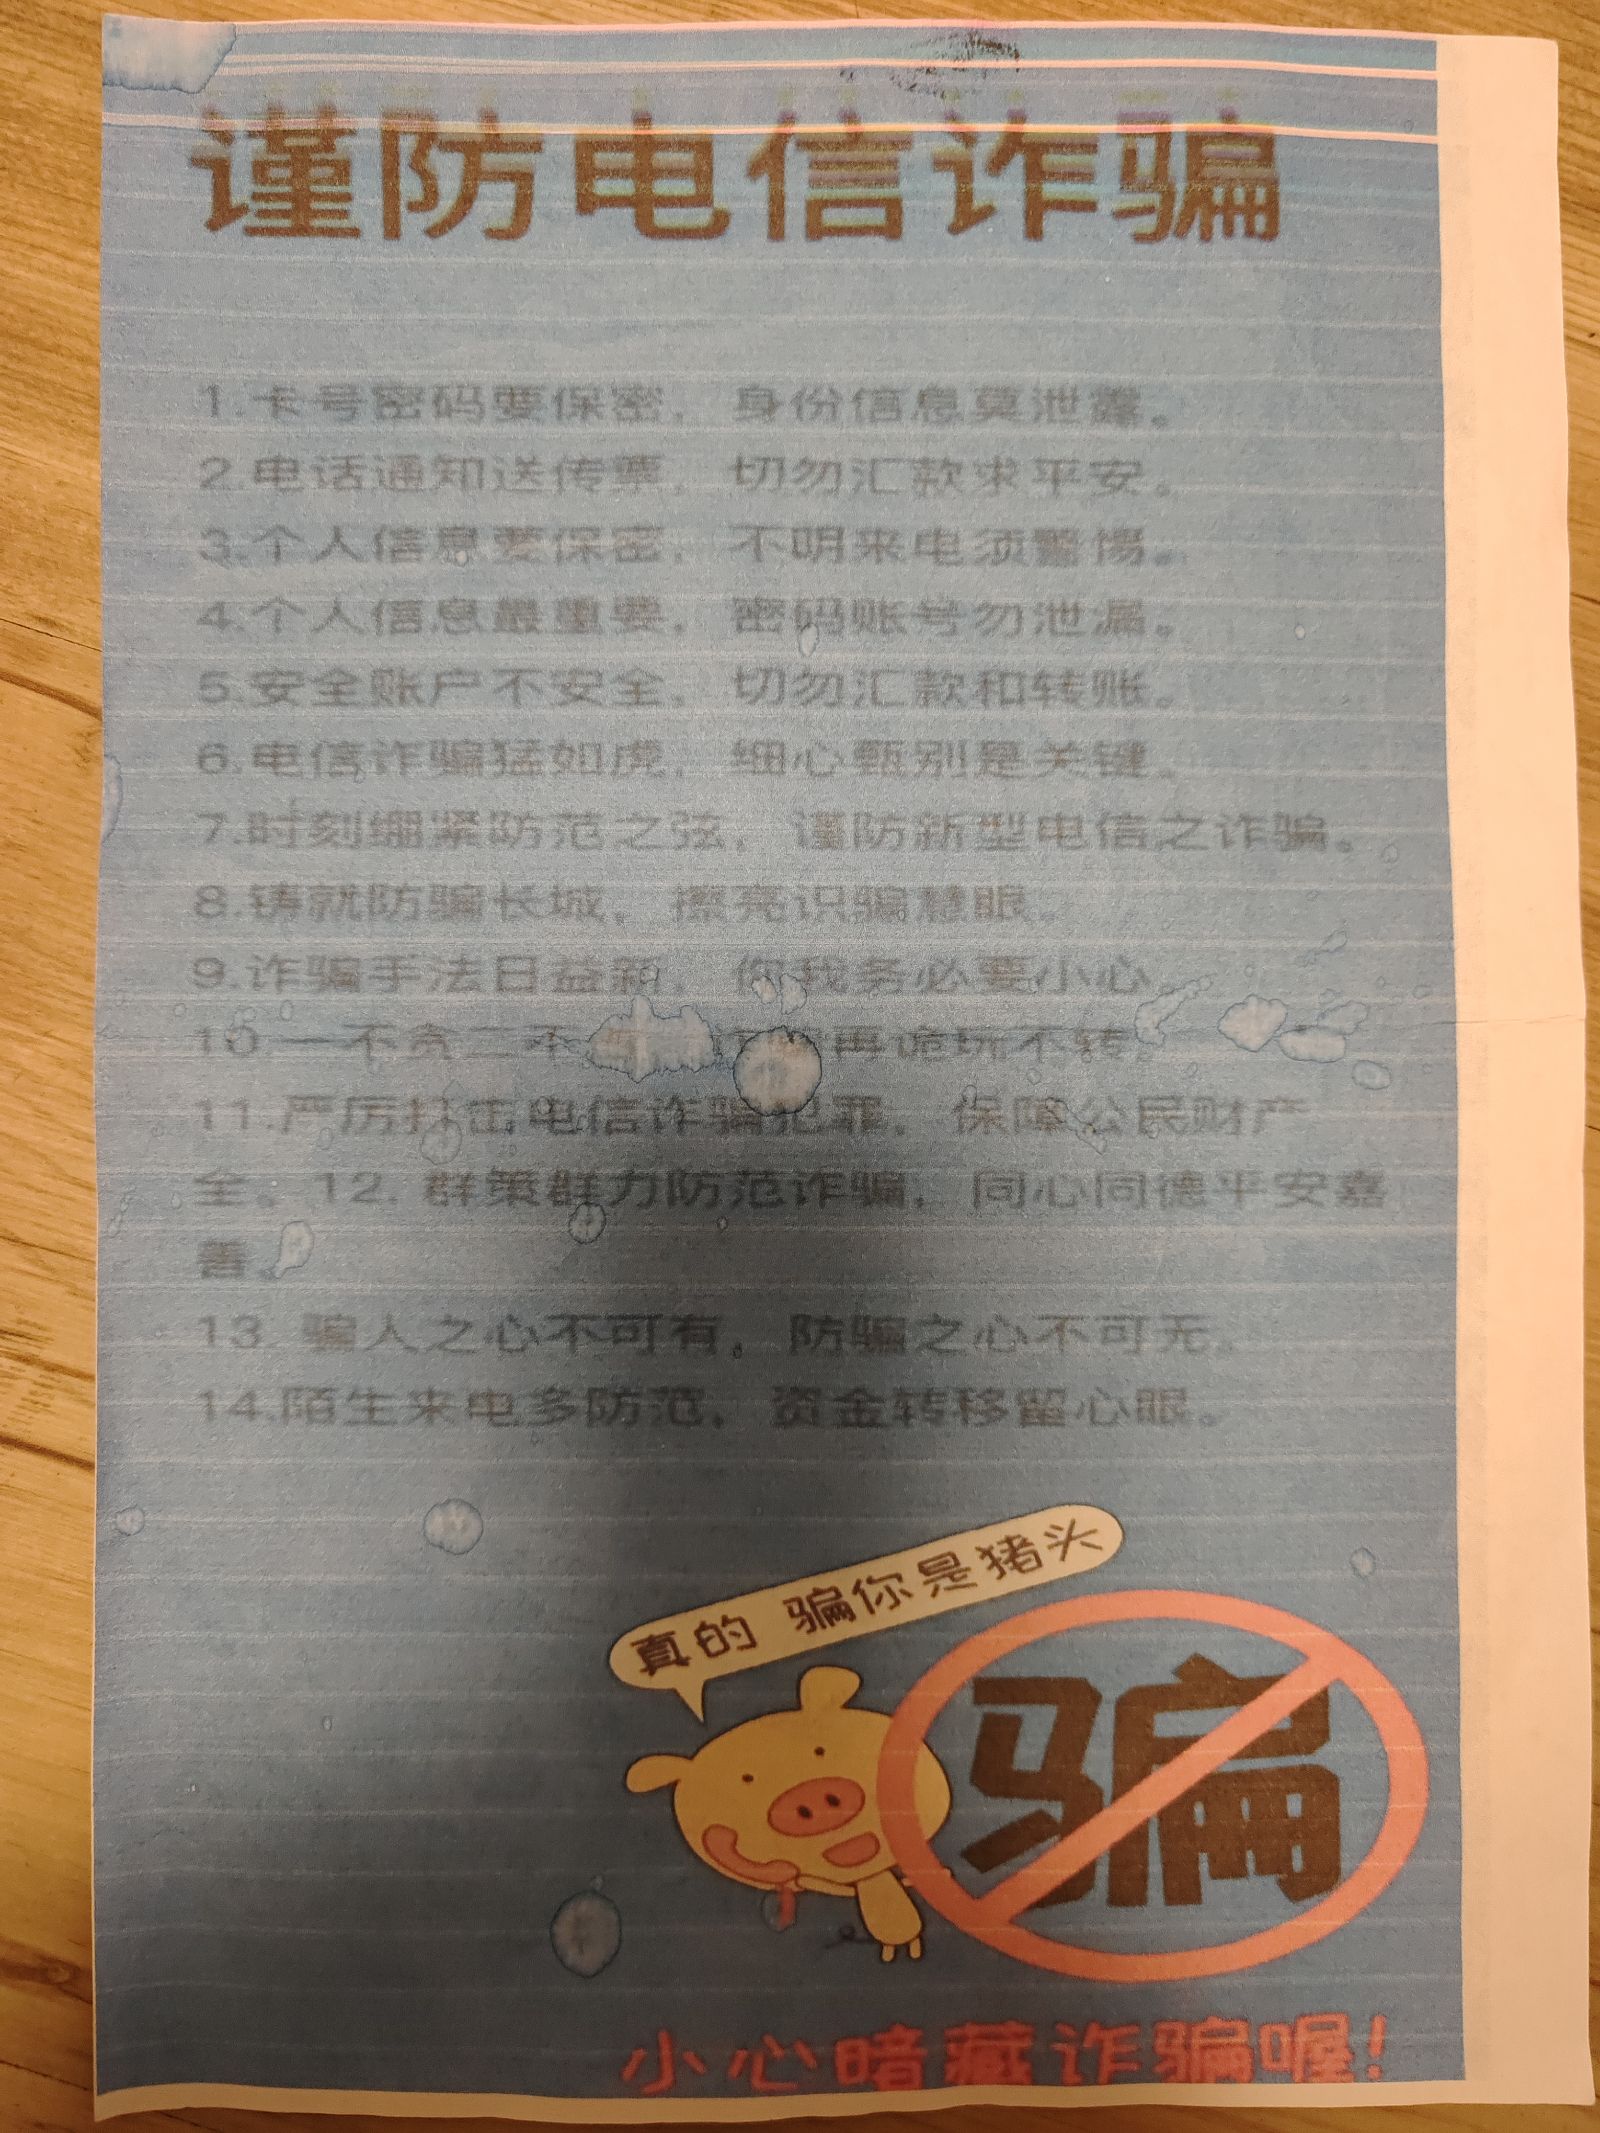 谨防电信诈骗
1.卡号密码要保密，身份信息莫泄露。
2.电话通知送传票，切勿汇款求平安。
3.个人信息要保密，不明来电须警惕。
4.个人信息最重要，密码账号勿泄漏。
5.安全账户不安全，切勿汇款和转账。
6.电信诈骗猛如虎，细心甄别是关键。
7.时刻绷紧防范之弦，谨防新型电信之诈骗。
8.铸就防骗长城，擦亮识骗慧眼。
9.诈骗手法日益新，你我务必要小心。
10.一不贪二不 再诡玩不转。
11.严厉打击电信诈骗犯罪，保障公民财产
全。12. 群策群力防范诈骗，同心同德平安嘉
善。
13. 骗人之心不可有，防骗之心不可无。
14.陌生来电多防范，资金转移留心眼。
真的 骗你是猪头
骗
小心暗藏诈骗喔！